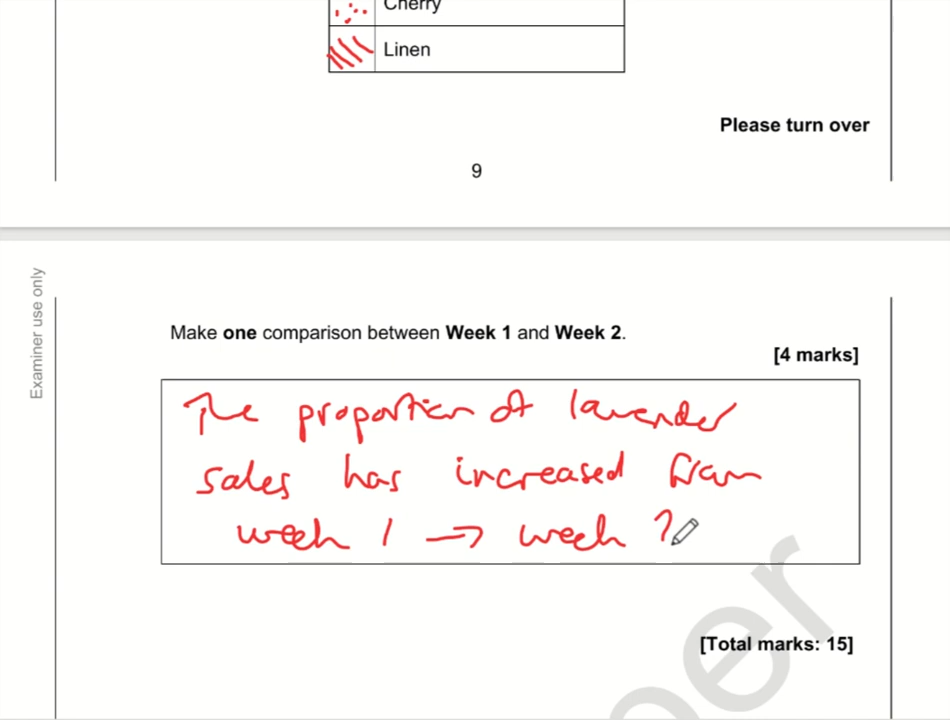 Cherry
Linen
Please turn over
9
Examiner use only
Make one comparison between Week 1 and Week 2.
[4 marks]
The proportion of lavender
sales has increased from
week 1 → week 2
[Total marks: 15]
per